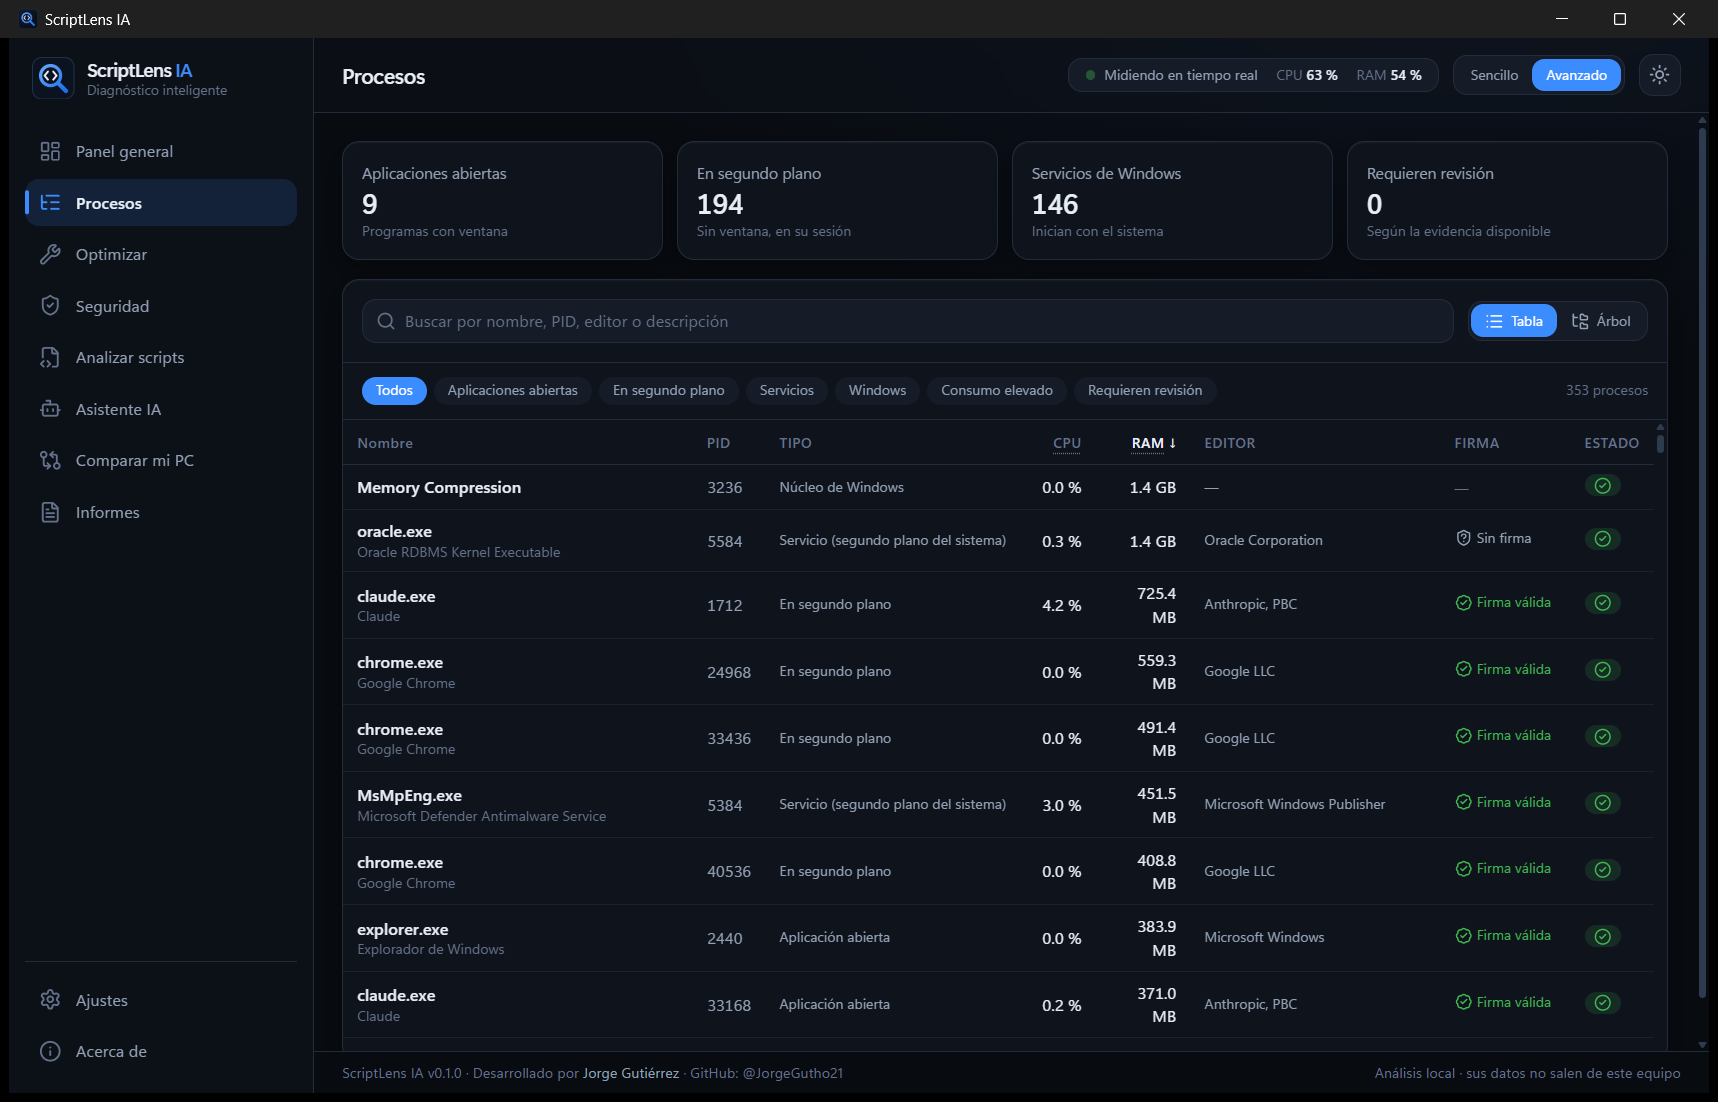 ScriptLens IA
ScriptLens IA
Diagnóstico inteligente
Panel general
Procesos
Optimizar
Seguridad
Analizar scripts
Asistente IA
Comparar mi PC
Informes
Ajustes
Acerca de
Procesos
Midiendo en tiempo real CPU 63 % RAM 54 %
Sencillo Avanzado
Aplicaciones abiertas
9
Programas con ventana
En segundo plano
194
Sin ventana, en su sesión
Servicios de Windows
146
Inician con el sistema
Requieren revisión
0
Según la evidencia disponible
Buscar por nombre, PID, editor o descripción
Tabla Árbol
Todos Aplicaciones abiertas En segundo plano Servicios Windows Consumo elevado Requieren revisión 353 procesos
Nombre PID TIPO CPU RAM ↓ EDITOR FIRMA ESTADO
Memory Compression 3236 Núcleo de Windows 0.0 % 1.4 GB — —
oracle.exe
Oracle RDBMS Kernel Executable
5584 Servicio (segundo plano del sistema) 0.3 % 1.4 GB Oracle Corporation Sin firma
claude.exe
Claude
1712 En segundo plano 4.2 % 725.4 MB Anthropic, PBC Firma válida
chrome.exe
Google Chrome
24968 En segundo plano 0.0 % 559.3 MB Google LLC Firma válida
chrome.exe
Google Chrome
33436 En segundo plano 0.0 % 491.4 MB Google LLC Firma válida
MsMpEng.exe
Microsoft Defender Antimalware Service
5384 Servicio (segundo plano del sistema) 3.0 % 451.5 MB Microsoft Windows Publisher Firma válida
chrome.exe
Google Chrome
40536 En segundo plano 0.0 % 408.8 MB Google LLC Firma válida
explorer.exe
Explorador de Windows
2440 Aplicación abierta 0.0 % 383.9 MB Microsoft Windows Firma válida
claude.exe
Claude
33168 Aplicación abierta 0.2 % 371.0 MB Anthropic, PBC Firma válida
ScriptLens IA v0.1.0 · Desarrollado por Jorge Gutiérrez · GitHub: @JorgeGutho21
Análisis local · sus datos no salen de este equipo